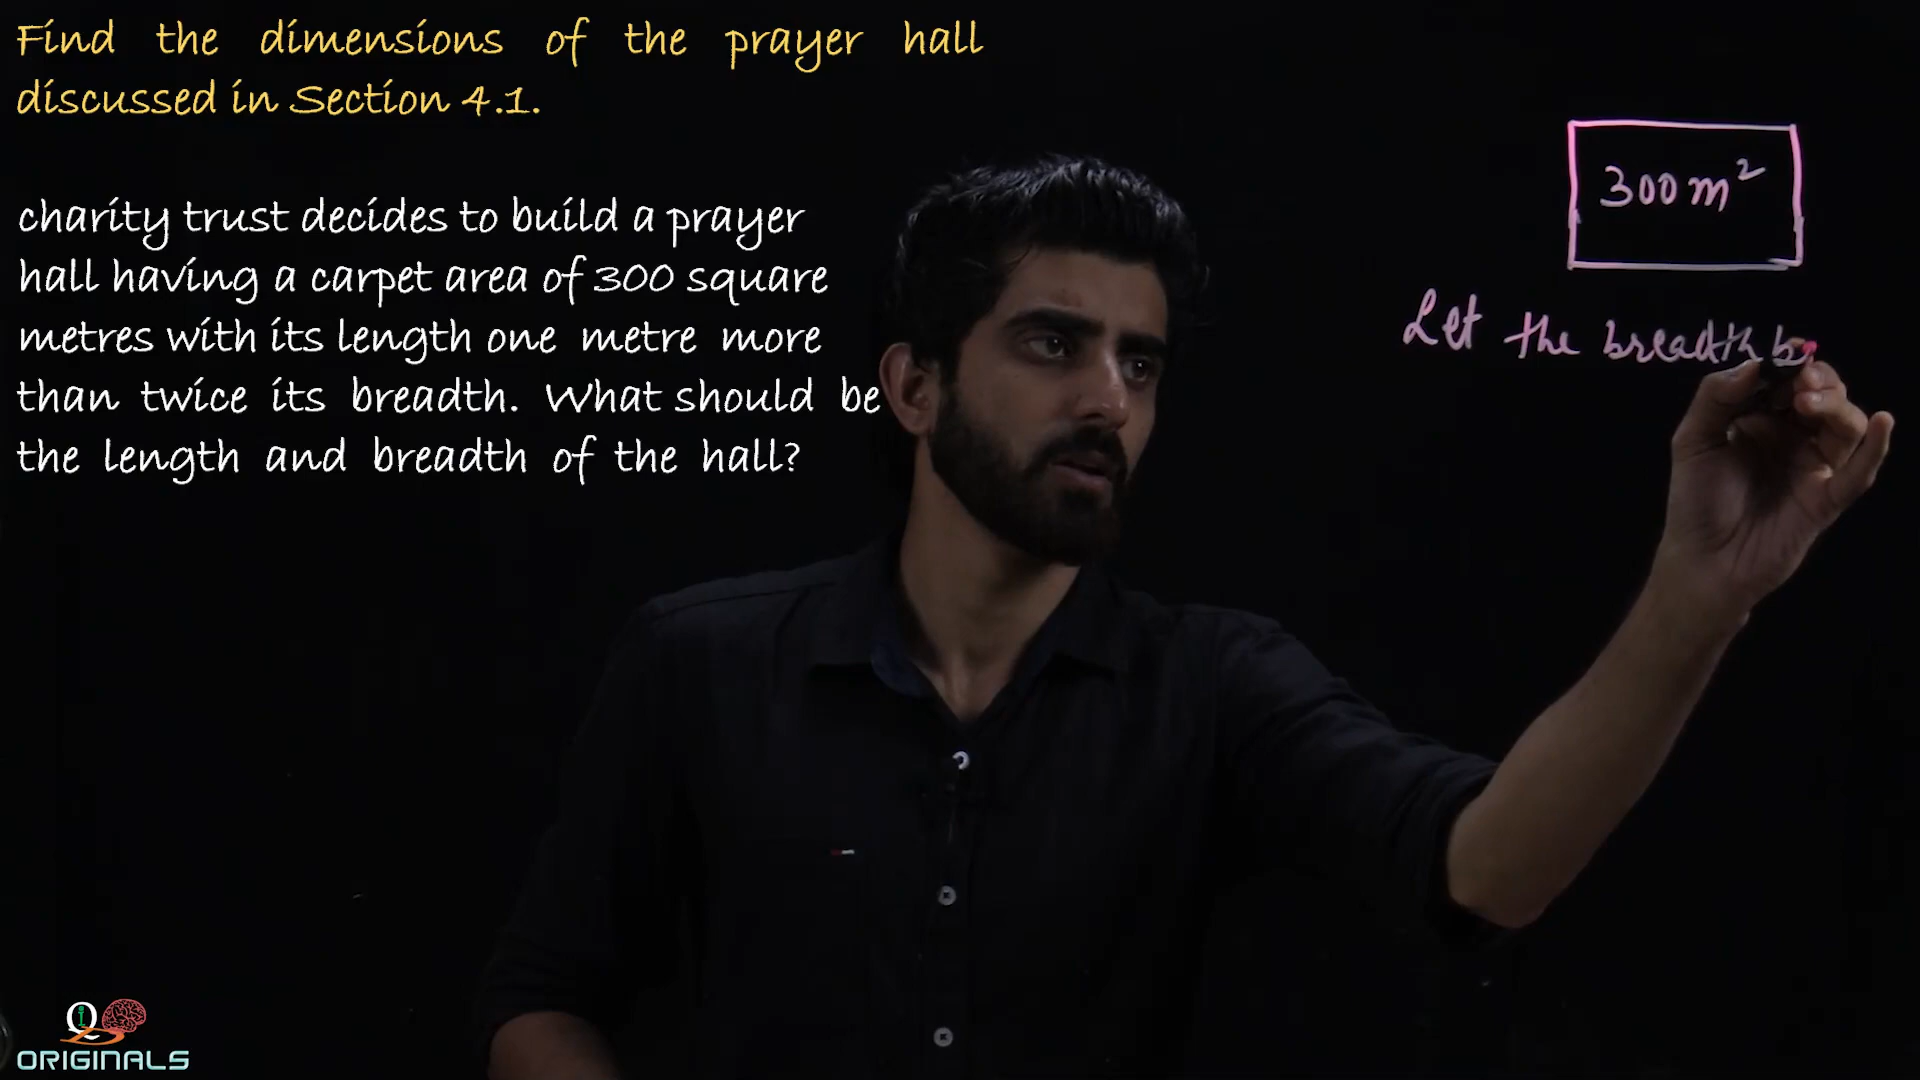 Find the dimensions of the prayer hall
discussed in Section 4.1.
charity trust decides to build a prayer
hall having a carpet area of 300 square
metres with its length one metre more
than twice its breadth. What should be
the length and breadth of the hall?
300 m²
Let the breadth be
ORIGINALS